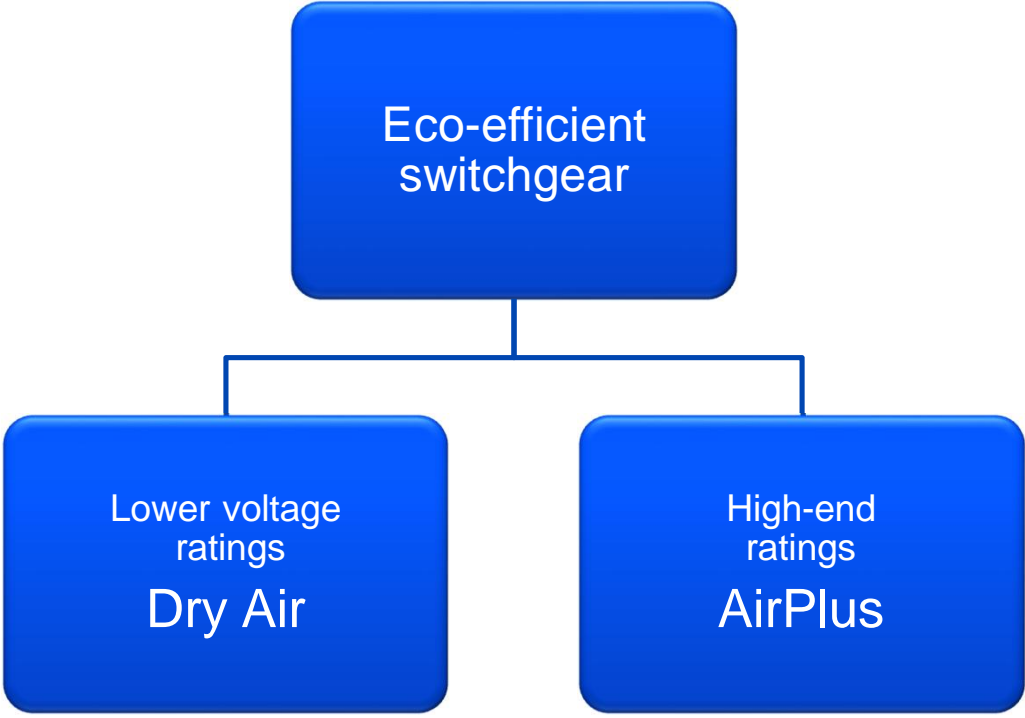 Eco-efficient
switchgear
Lower voltage
ratings
Dry Air
High-end
ratings
AirPlus